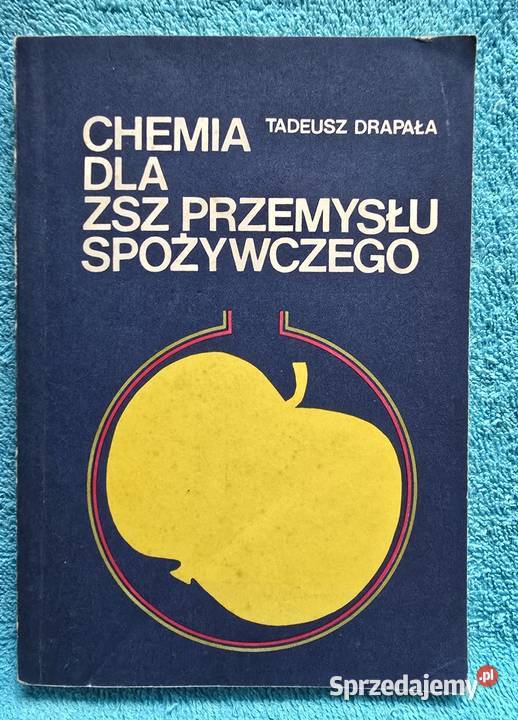 CHEMIA TADEUSZ DRAPAŁA
DLA
ZSZ PRZEMYSŁU
SPOŻYWCZEGO
Sprzedajemy.pl